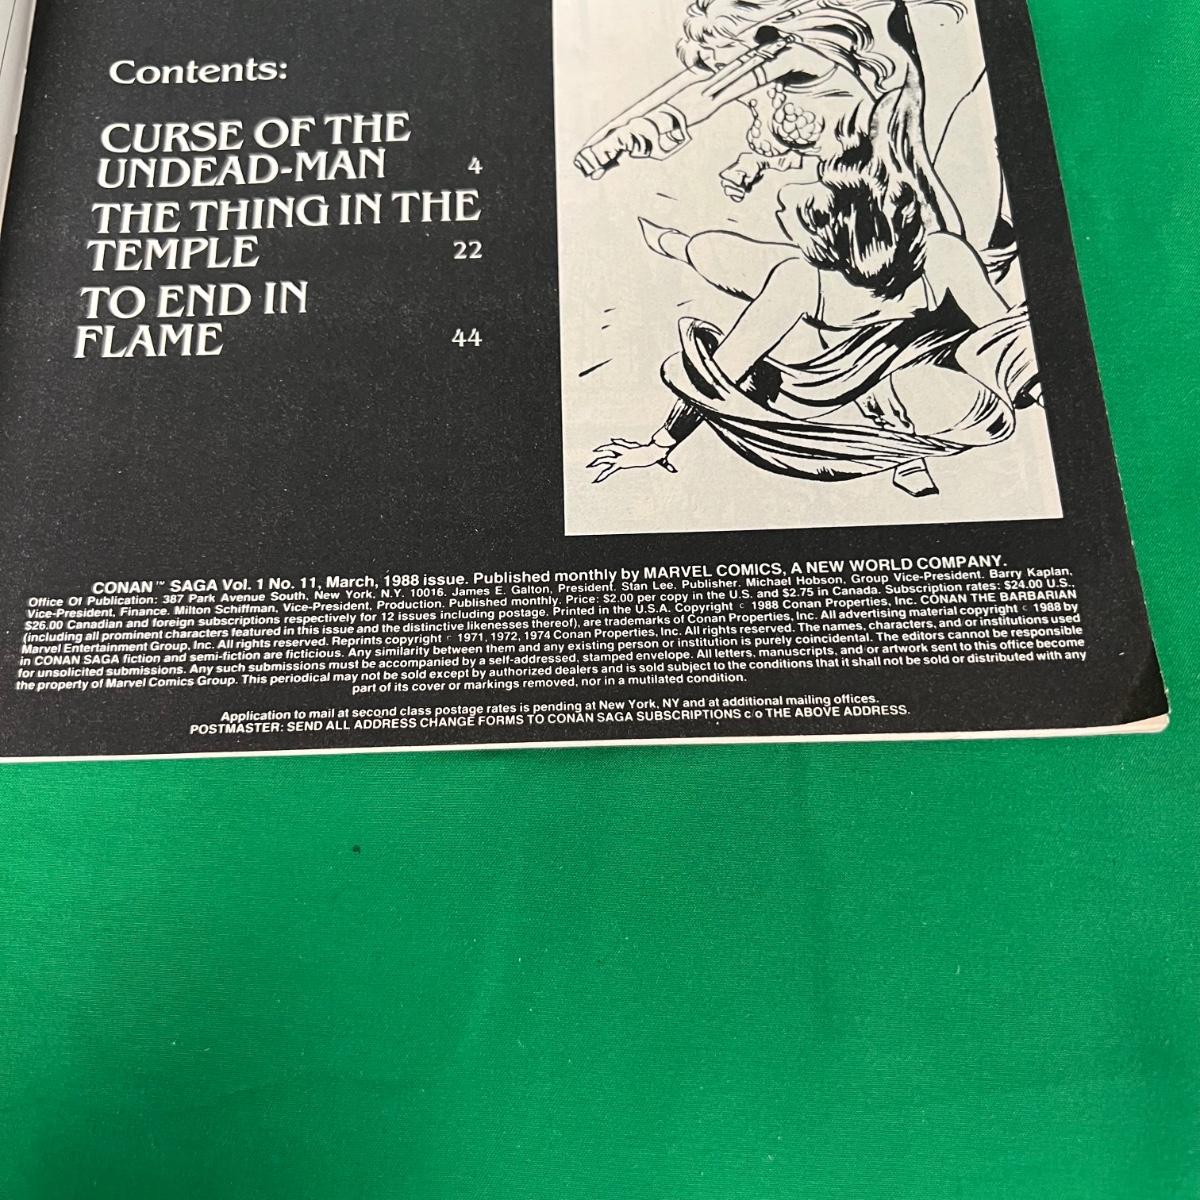 Contents:
CURSE OF THE
UNDEAD-MAN 4
THE THING IN THE
TEMPLE 22
TO END IN
FLAME 44
CONAN™ SAGA Vol. 1 No. 11, March, 1988 issue. Published monthly by MARVEL COMICS, A NEW WORLD COMPANY.
Office Of Publication: 387 Park Avenue South, New York, N.Y. 10016. James E. Galton, President. Stan Lee, Publisher. Michael Hobson, Group Vice-President. Barry Kaplan,
Vice-President, Finance. Milton Schiffman, Vice-President, Production. Published monthly. Price: $2.00 per copy in the U.S. and $2.75 in Canada. Subscription rates: $24.00 U.S.,
$26.00 Canadian and foreign subscriptions respectively for 12 issues including postage. Printed in the U.S.A. Copyright © 1988 Conan Properties, Inc. CONAN THE BARBARIAN
(including all prominent characters featured in this issue and the distinctive likenesses thereof), are trademarks of Conan Properties, Inc. All advertising material copyright © 1988 by
Marvel Entertainment Group, Inc. All rights reserved. Reprints copyright © 1971, 1972, 1974 Conan Properties, Inc. All rights reserved. The names, characters, and/or institutions used
in CONAN SAGA fiction and semi-fiction are ficticious. Any similarity between them and any existing person or institution is purely coincidental. The editors cannot be responsible
for unsolicited submissions. Any such submissions must be accompanied by a self-addressed, stamped envelope. All letters, manuscripts, and/or artwork sent to this office become
the property of Marvel Comics Group. This periodical may not be sold except by authorized dealers and is sold subject to the conditions that it shall not be sold or distributed with any
part of its cover or markings removed, nor in a mutilated condition.
Application to mail at second class postage rates is pending at New York, NY and at additional mailing offices.
POSTMASTER: SEND ALL ADDRESS CHANGE FORMS TO CONAN SAGA SUBSCRIPTIONS c/o THE ABOVE ADDRESS.